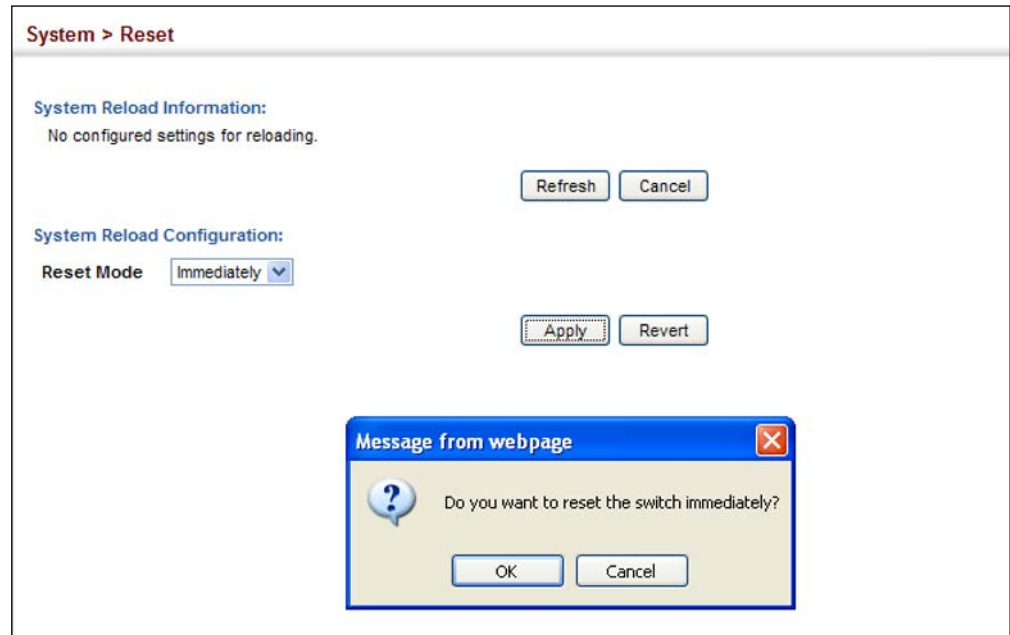 System > Reset
System Reload Information:
No configured settings for reloading.
Refresh Cancel
System Reload Configuration:
Reset Mode Immediately
Apply Revert
Message from webpage
Do you want to reset the switch immediately?
OK Cancel